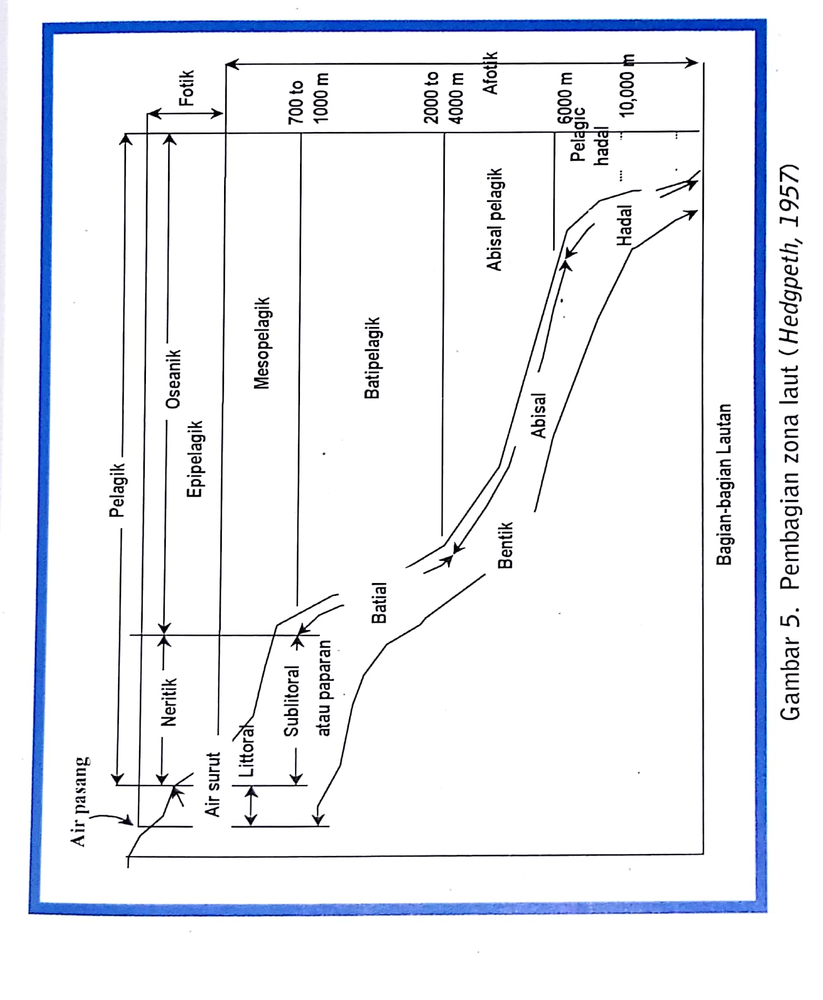 Air pasang
Pelagik
Neritik
Oseanik
Fotik
Epipelagik
Air surut
Littoral
Mesopelagik
700 to
1000 m
Sublitoral
atau paparan
Batial
Batipelagik
2000 to
4000 m
Afotik
Abisal pelagik
Bentik
Abisal
6000 m
Pelagic
hadal
Hadal
10,000 m
Bagian-bagian Lautan
Gambar 5. Pembagian zona laut (Hedgpeth, 1957)